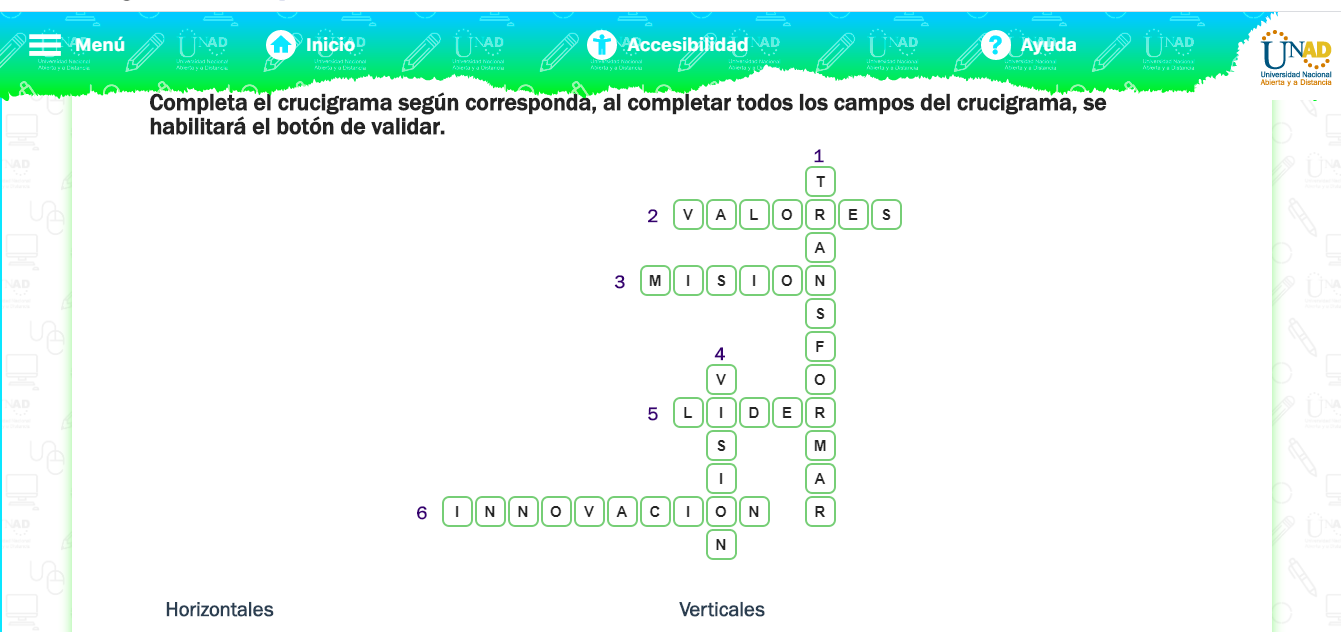 Menú
Inicio
Accesibilidad
Ayuda
UNAD
Universidad Nacional
Abierta y a Distancia
Completa el crucigrama según corresponda, al completar todos los campos del crucigrama, se
habilitará el botón de validar.
1
T
2 V A L O R E S
A
3 M I S I O N
S
4 F
V O
5 L I D E R
S M
I A
6 I N N O V A C I O N R
N
Horizontales
Verticales